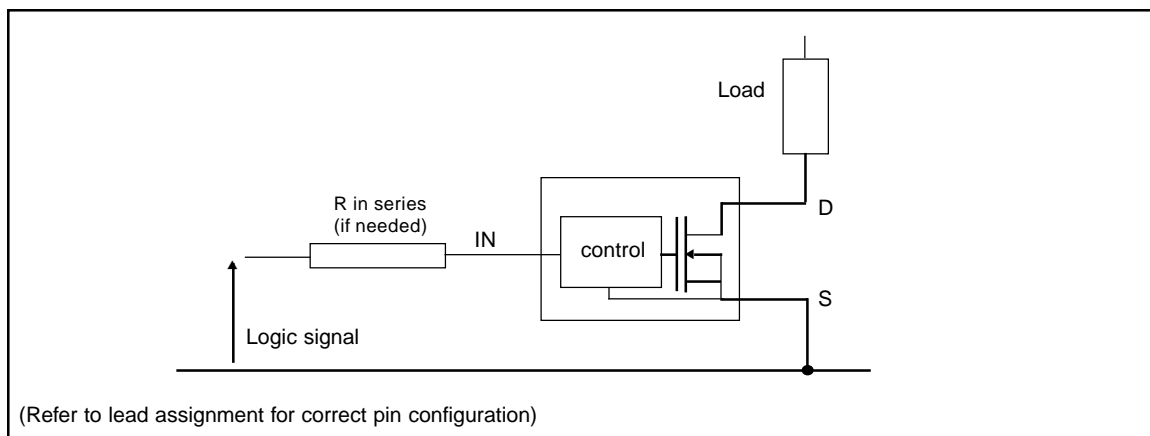 Load
R in series
(if needed)
IN
D
control
S
Logic signal
(Refer to lead assignment for correct pin configuration)